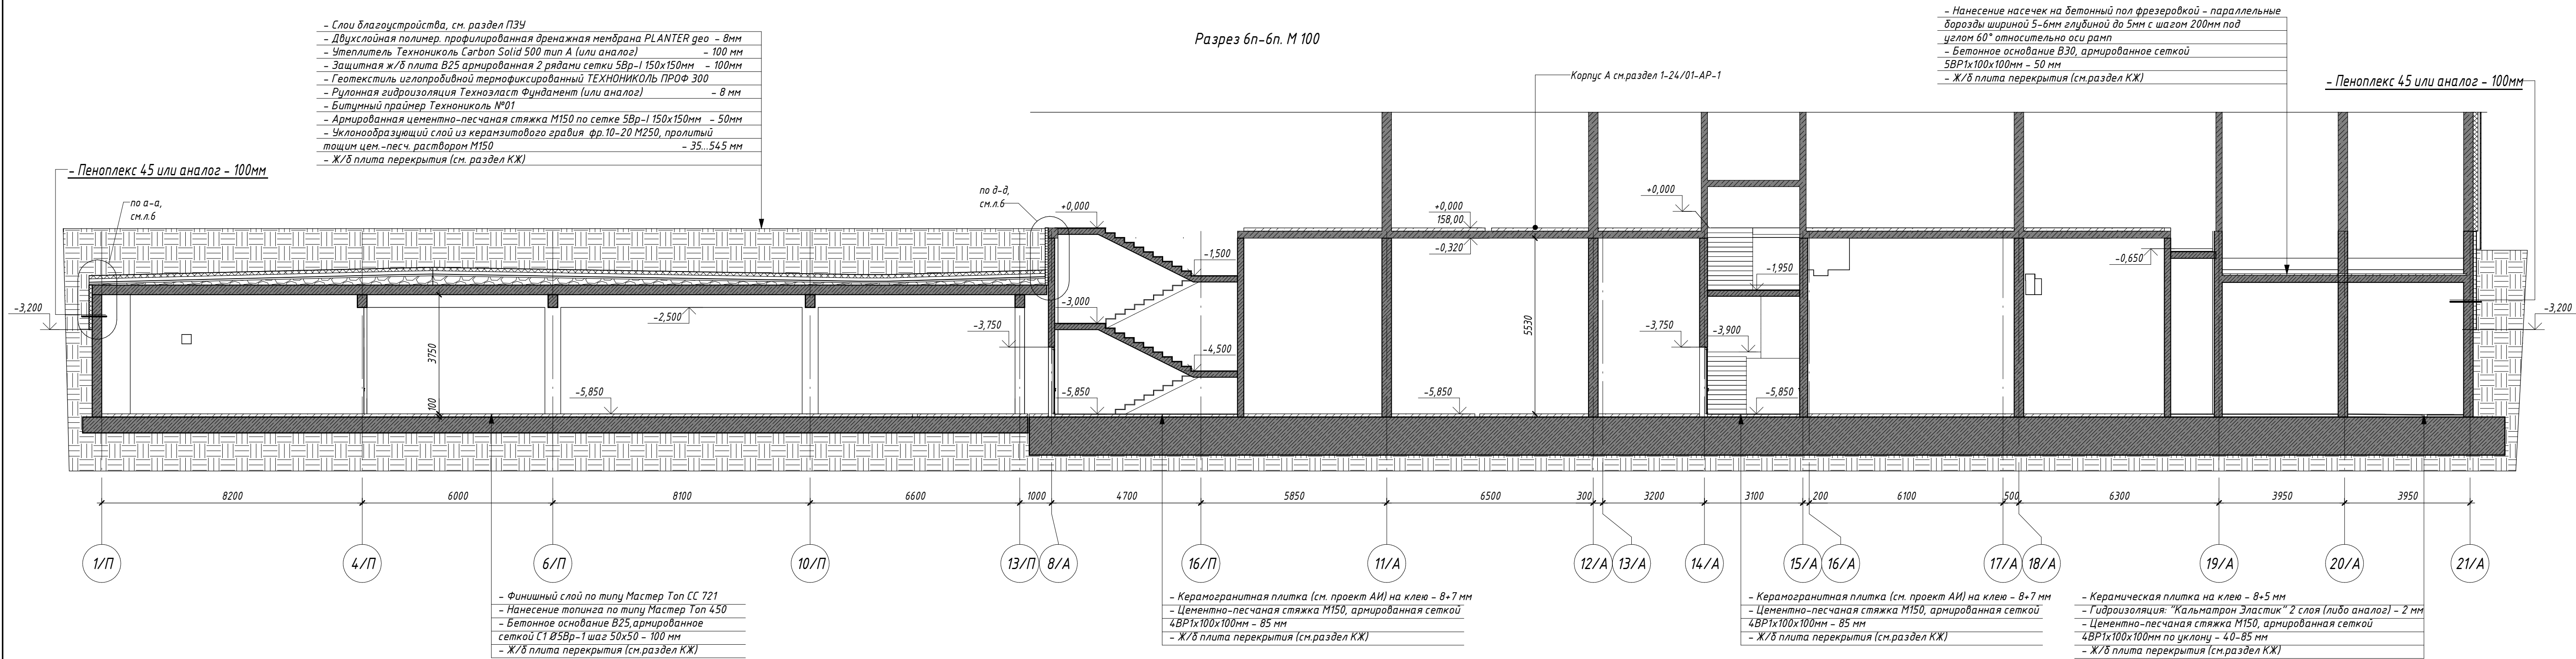 Разрез 6п-6п. М 100
- Слои благоустройства, см. раздел ПЗУ
- Двухслойная полимер. профилированная дренажная мембрана PLANTER geo - 8мм
- Утеплитель Технониколь Carbon Solid 500 тип А (или аналог) - 100 мм
- Защитная ж/б плита В25 армированная 2 рядами сетки 5Вр-I 150х150мм - 100мм
- Геотекстиль иглопробивной термофиксированный ТЕХНОНИКОЛЬ ПРОФ 300
- Рулонная гидроизоляция Техноэласт Фундамент (или аналог) - 8 мм
- Битумный праймер Технониколь №01
- Армированная цементно-песчаная стяжка М150 по сетке 5Вр-I 150х150мм - 50мм
- Уклонообразующий слой из керамзитового гравия фр.10-20 М250, пролитый
тощим цем.-песч. раствором М150 - 35...545 мм
- Ж/б плита перекрытия (см. раздел КЖ)
- Нанесение насечек на бетонный пол фрезеровкой - параллельные
борозды шириной 5-6мм глубиной до 5мм с шагом 200мм под
углом 60° относительно оси рамп
- Бетонное основание В30, армированное сеткой
5ВР1х100х100мм - 50 мм
- Ж/б плита перекрытия (см.раздел КЖ)
Корпус А см.раздел 1-24/01-АР-1
- Пеноплекс 45 или аналог - 100мм
- Пеноплекс 45 или аналог - 100мм
по а-а,
см.л.6
по д-д,
см.л.6
+0,000
+0,000
158,00
-0,320
+0,000
-1,500
-0,650
-1,950
-3,200
-2,500
-3,000
-3,750
-4,500
-3,750
-3,900
-3,200
3750
100
5530
-5,850
-5,850
-5,850
-5,850
8200 6000 8100 6600 1000 4700 5850 6500 300 3200 3100 200 6100 500 6300 3950 3950
1/П 4/П 6/П 10/П 13/П 8/А 16/П 11/А 12/А 13/А 14/А 15/А 16/А 17/А 18/А 19/А 20/А 21/А
- Финишный слой по типу Мастер Топ СС 721
- Нанесение топинга по типу Мастер Топ 450
- Бетонное основание В25,армированное
сеткой С1 Ø5Вр-1 шаг 50х50 - 100 мм
- Ж/б плита перекрытия (см.раздел КЖ)
- Керамогранитная плитка (см. проект АИ) на клею - 8+7 мм
- Цементно-песчаная стяжка М150, армированная сеткой
4ВР1х100х100мм - 85 мм
- Ж/б плита перекрытия (см.раздел КЖ)
- Керамогранитная плитка (см. проект АИ) на клею - 8+7 мм
- Цементно-песчаная стяжка М150, армированная сеткой
4ВР1х100х100мм - 85 мм
- Ж/б плита перекрытия (см.раздел КЖ)
- Керамическая плитка на клею - 8+5 мм
- Гидроизоляция: "Кальматрон Эластик" 2 слоя (либо аналог) - 2 мм
- Цементно-песчаная стяжка М150, армированная сеткой
4ВР1х100х100мм по уклону - 40-85 мм
- Ж/б плита перекрытия (см.раздел КЖ)